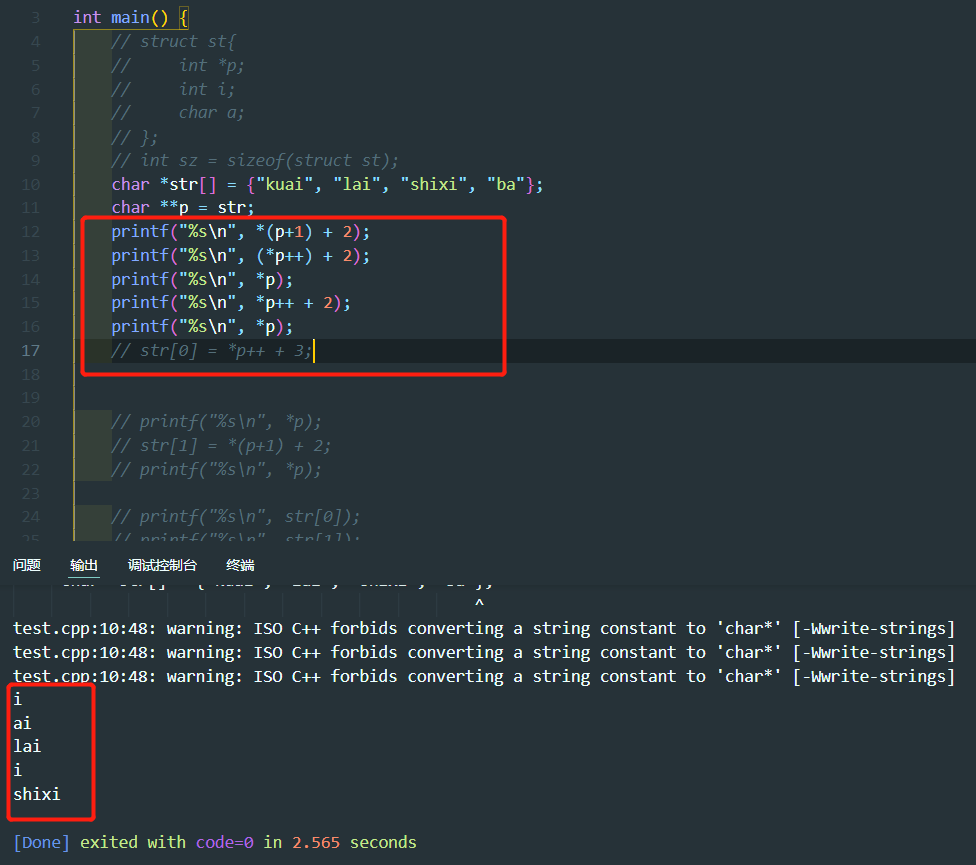 3 int main() {
4 // struct st{
5 //     int *p;
6 //     int i;
7 //     char a;
8 // };
9 // int sz = sizeof(struct st);
10 char *str[] = {"kuai", "lai", "shixi", "ba"};
11 char **p = str;
12 printf("%s\n", *(p+1) + 2);
13 printf("%s\n", (*p++) + 2);
14 printf("%s\n", *p);
15 printf("%s\n", *p++ + 2);
16 printf("%s\n", *p);
17 // str[0] = *p++ + 3;
18
19
20 // printf("%s\n", *p);
21 // str[1] = *(p+1) + 2;
22 // printf("%s\n", *p);
23
24 // printf("%s\n", str[0]);
25 // printf("%s\n", str[1]);
问题 输出 调试控制台 终端
^
test.cpp:10:48: warning: ISO C++ forbids converting a string constant to 'char*' [-Wwrite-strings]
test.cpp:10:48: warning: ISO C++ forbids converting a string constant to 'char*' [-Wwrite-strings]
test.cpp:10:48: warning: ISO C++ forbids converting a string constant to 'char*' [-Wwrite-strings]
i
ai
lai
i
shixi
[Done] exited with code=0 in 2.565 seconds